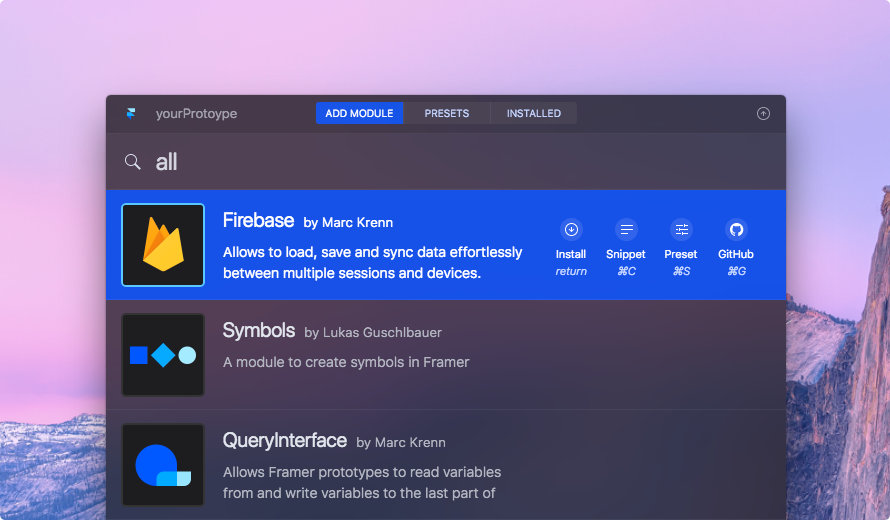 yourProtoype
ADD MODULE
PRESETS
INSTALLED
all
Firebase by Marc Krenn
Allows to load, save and sync data effortlessly
between multiple sessions and devices.
Install
return
Snippet
⌘C
Preset
⌘S
GitHub
⌘G
Symbols by Lukas Guschlbauer
A module to create symbols in Framer
QueryInterface by Marc Krenn
Allows Framer prototypes to read variables
from and write variables to the last part of